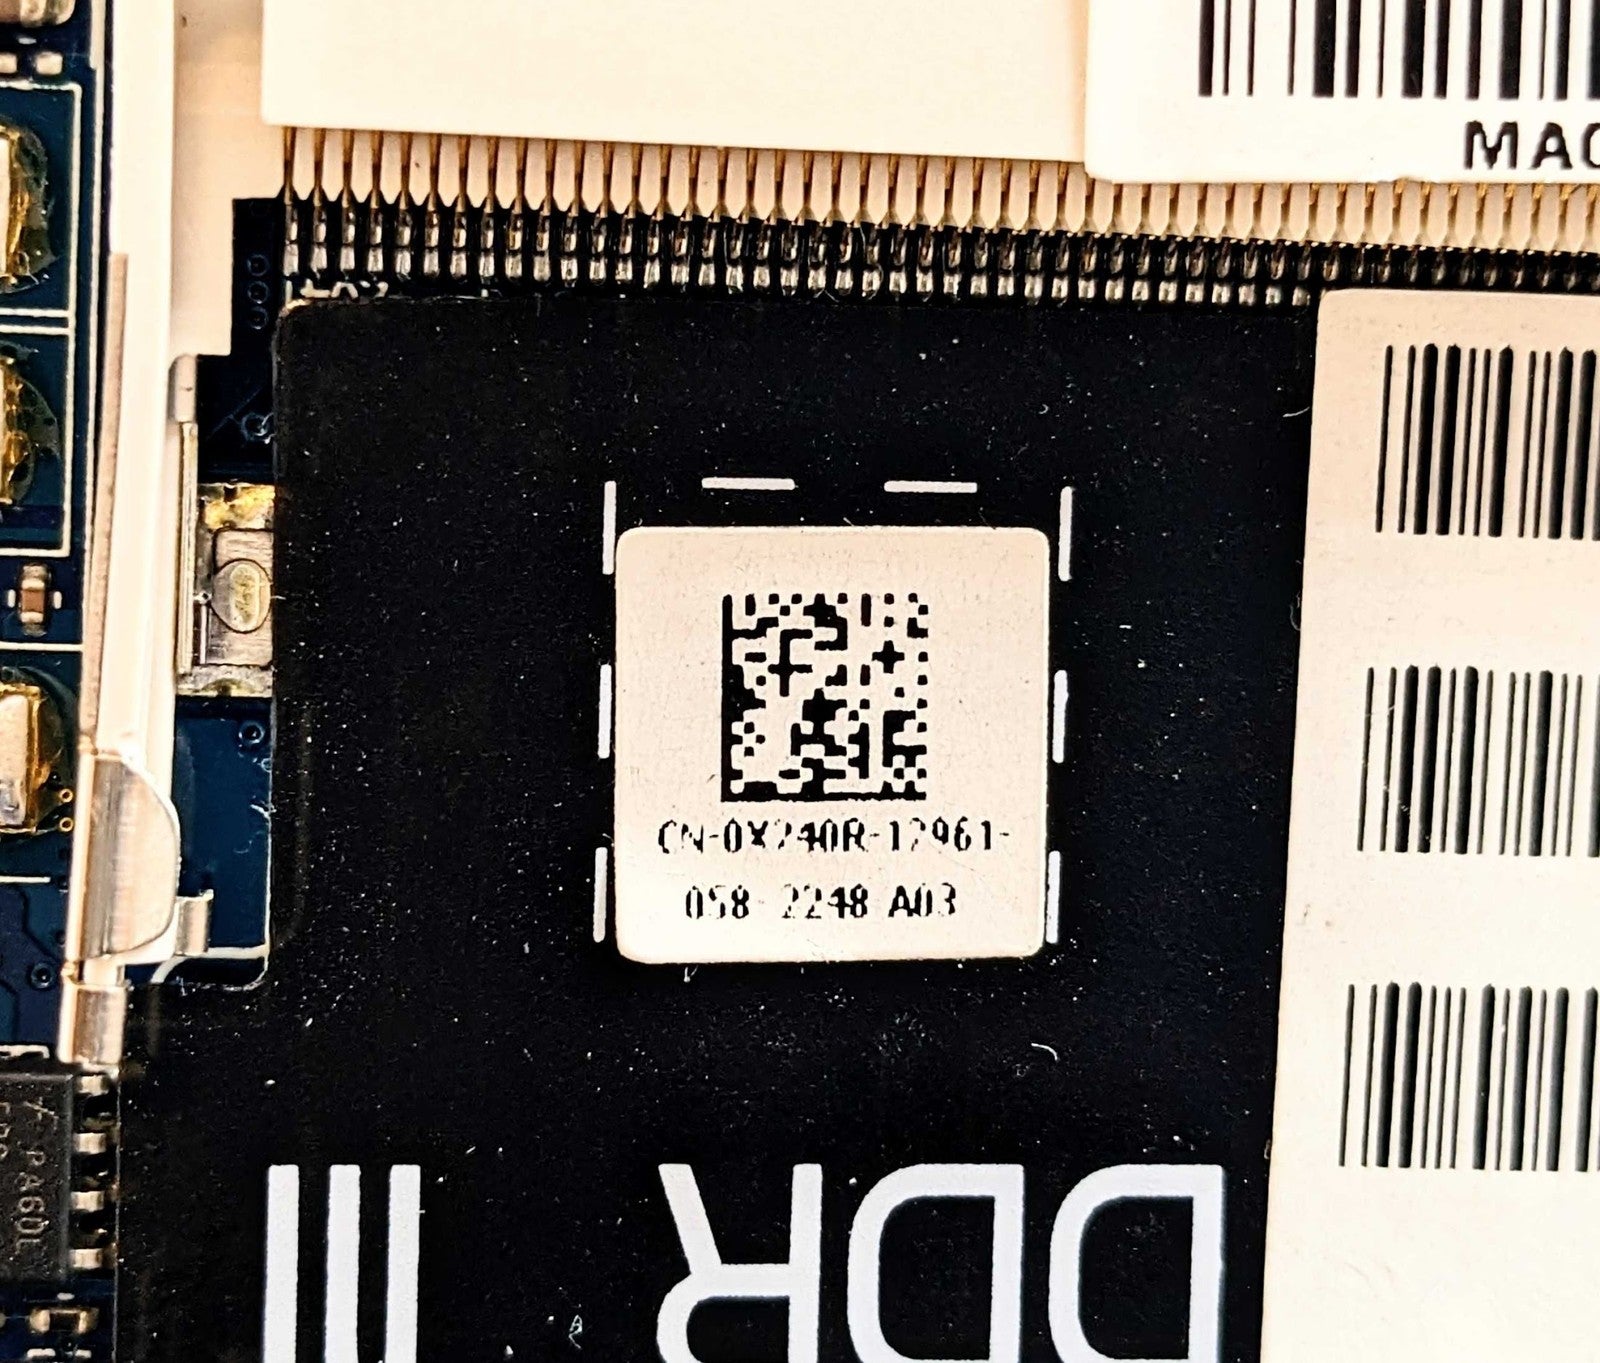 MAC
CN-0X240R-12961-
058 2248 A03
DDR III